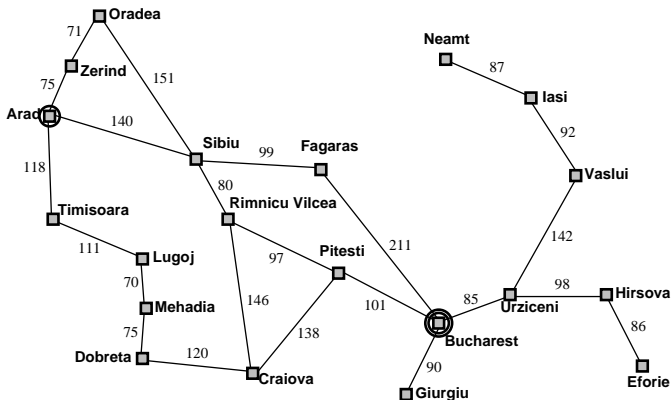 Oradea
71
Neamt
Zerind
87
75
151
Iasi
Arad
140
92
Sibiu
Fagaras
99
118
80
Vaslui
Rimnicu Vilcea
Timisoara
142
111
211
Lugoj
97
Pitesti
70
98
Hirsova
146
85
101
Mehadia
138
Urziceni
86
75
Bucharest
120
Dobreta
90
Craiova
Eforie
Giurgiu